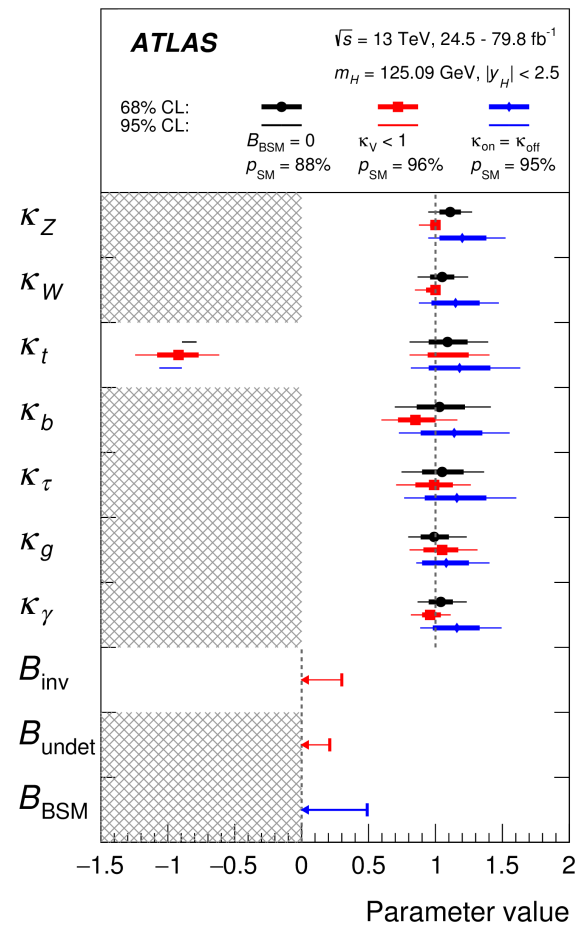 ATLAS
√s = 13 TeV, 24.5 - 79.8 fb⁻¹
m_H = 125.09 GeV, |y_H| < 2.5
68% CL:
95% CL:
B_BSM = 0 κ_V < 1 κ_on = κ_off
p_SM = 88% p_SM = 96% p_SM = 95%
κ_Z
κ_W
κ_t
κ_b
κ_τ
κ_g
κ_γ
B_inv
B_undet
B_BSM
−1.5 −1 −0.5 0 0.5 1 1.5 2
Parameter value